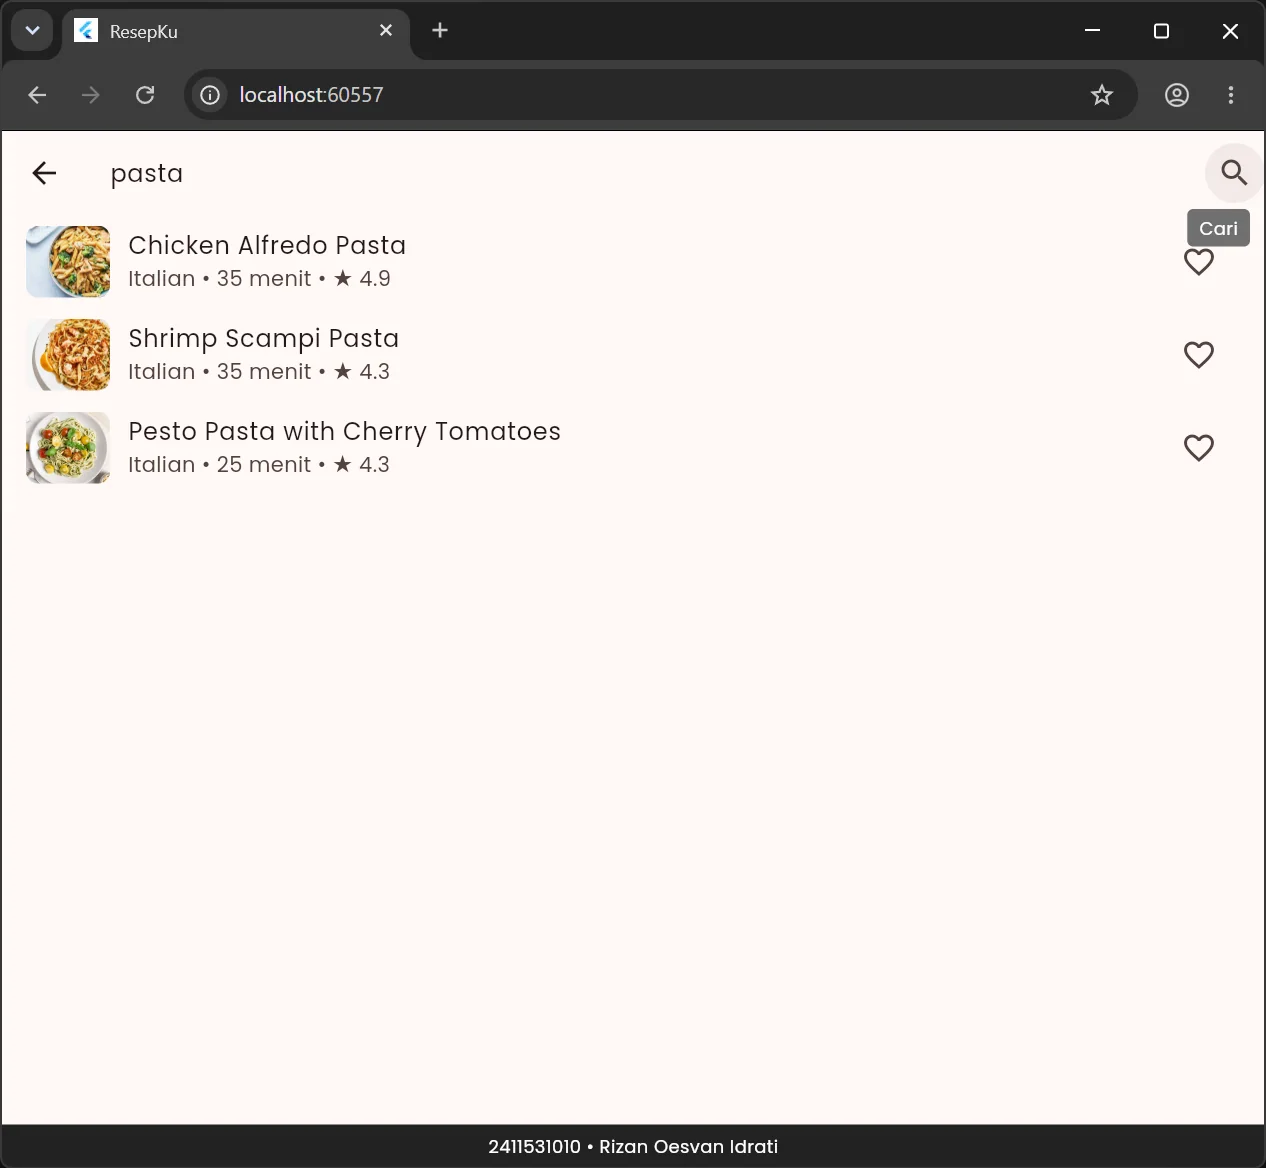 ResepKu
localhost:60557
pasta
Cari
Chicken Alfredo Pasta
Italian • 35 menit • ★ 4.9
Shrimp Scampi Pasta
Italian • 35 menit • ★ 4.3
Pesto Pasta with Cherry Tomatoes
Italian • 25 menit • ★ 4.3
2411531010 • Rizan Oesvan Idrati